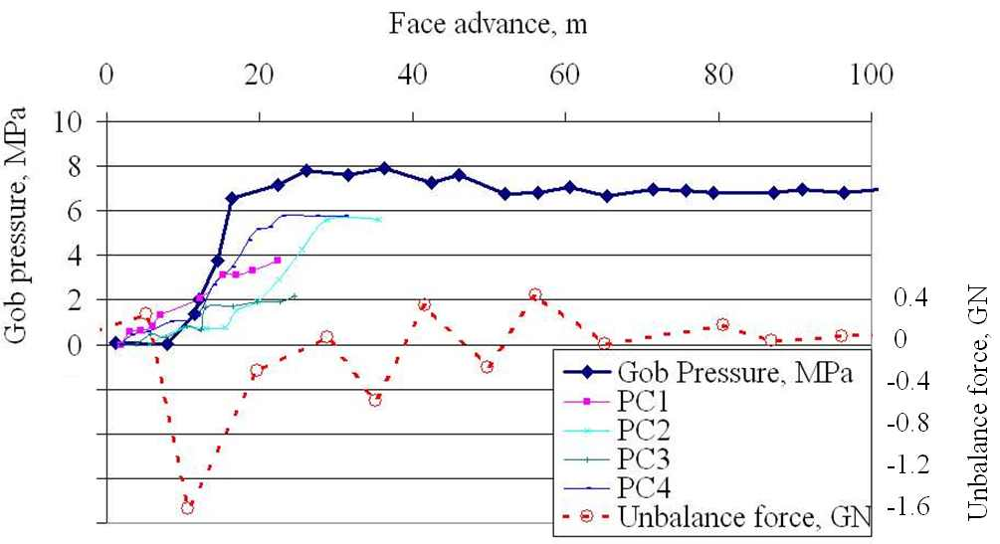 Face advance, m
0 20 40 60 80 100
Gob pressure, MPa
10
8
6
4
2
0
0.4
0
-0.4
-0.8
-1.2
-1.6
Unbalance force, GN
Gob Pressure, MPa
PC1
PC2
PC3
PC4
Unbalance force, GN